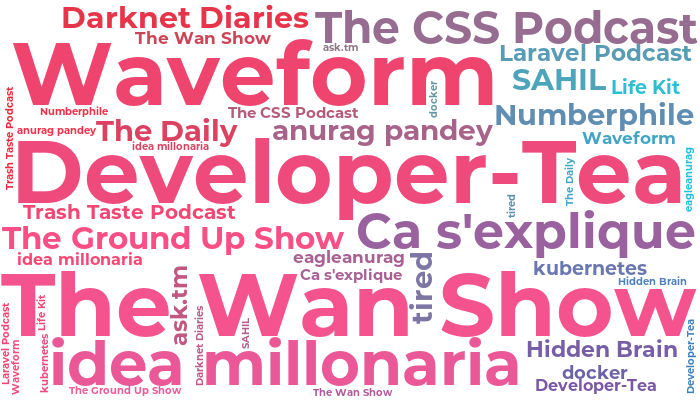 Darknet Diaries
The CSS Podcast
The Wan Show
ask.tm
Waveform
Laravel Podcast
SAHIL
Life Kit
docker
Trash Taste Podcast
Numberphile
The CSS Podcast
Numberphile
anurag pandey
The Daily
anurag pandey
Waveform
idea millonaria
Developer-Tea
The Daily
eagleanurag
tired
Trash Taste Podcast
Ca s'explique
The Ground Up Show
idea millonaria
eagleanurag
Ca s'explique
tired
kubernetes
Hidden Brain
ask.tm
The Wan Show
Laravel Podcast
Waveform
Life Kit
kubernetes
Darknet Diaries
SAHIL
Developer-Tea
idea millonaria
Hidden Brain
docker
Developer-Tea
The Ground Up Show
The Wan Show